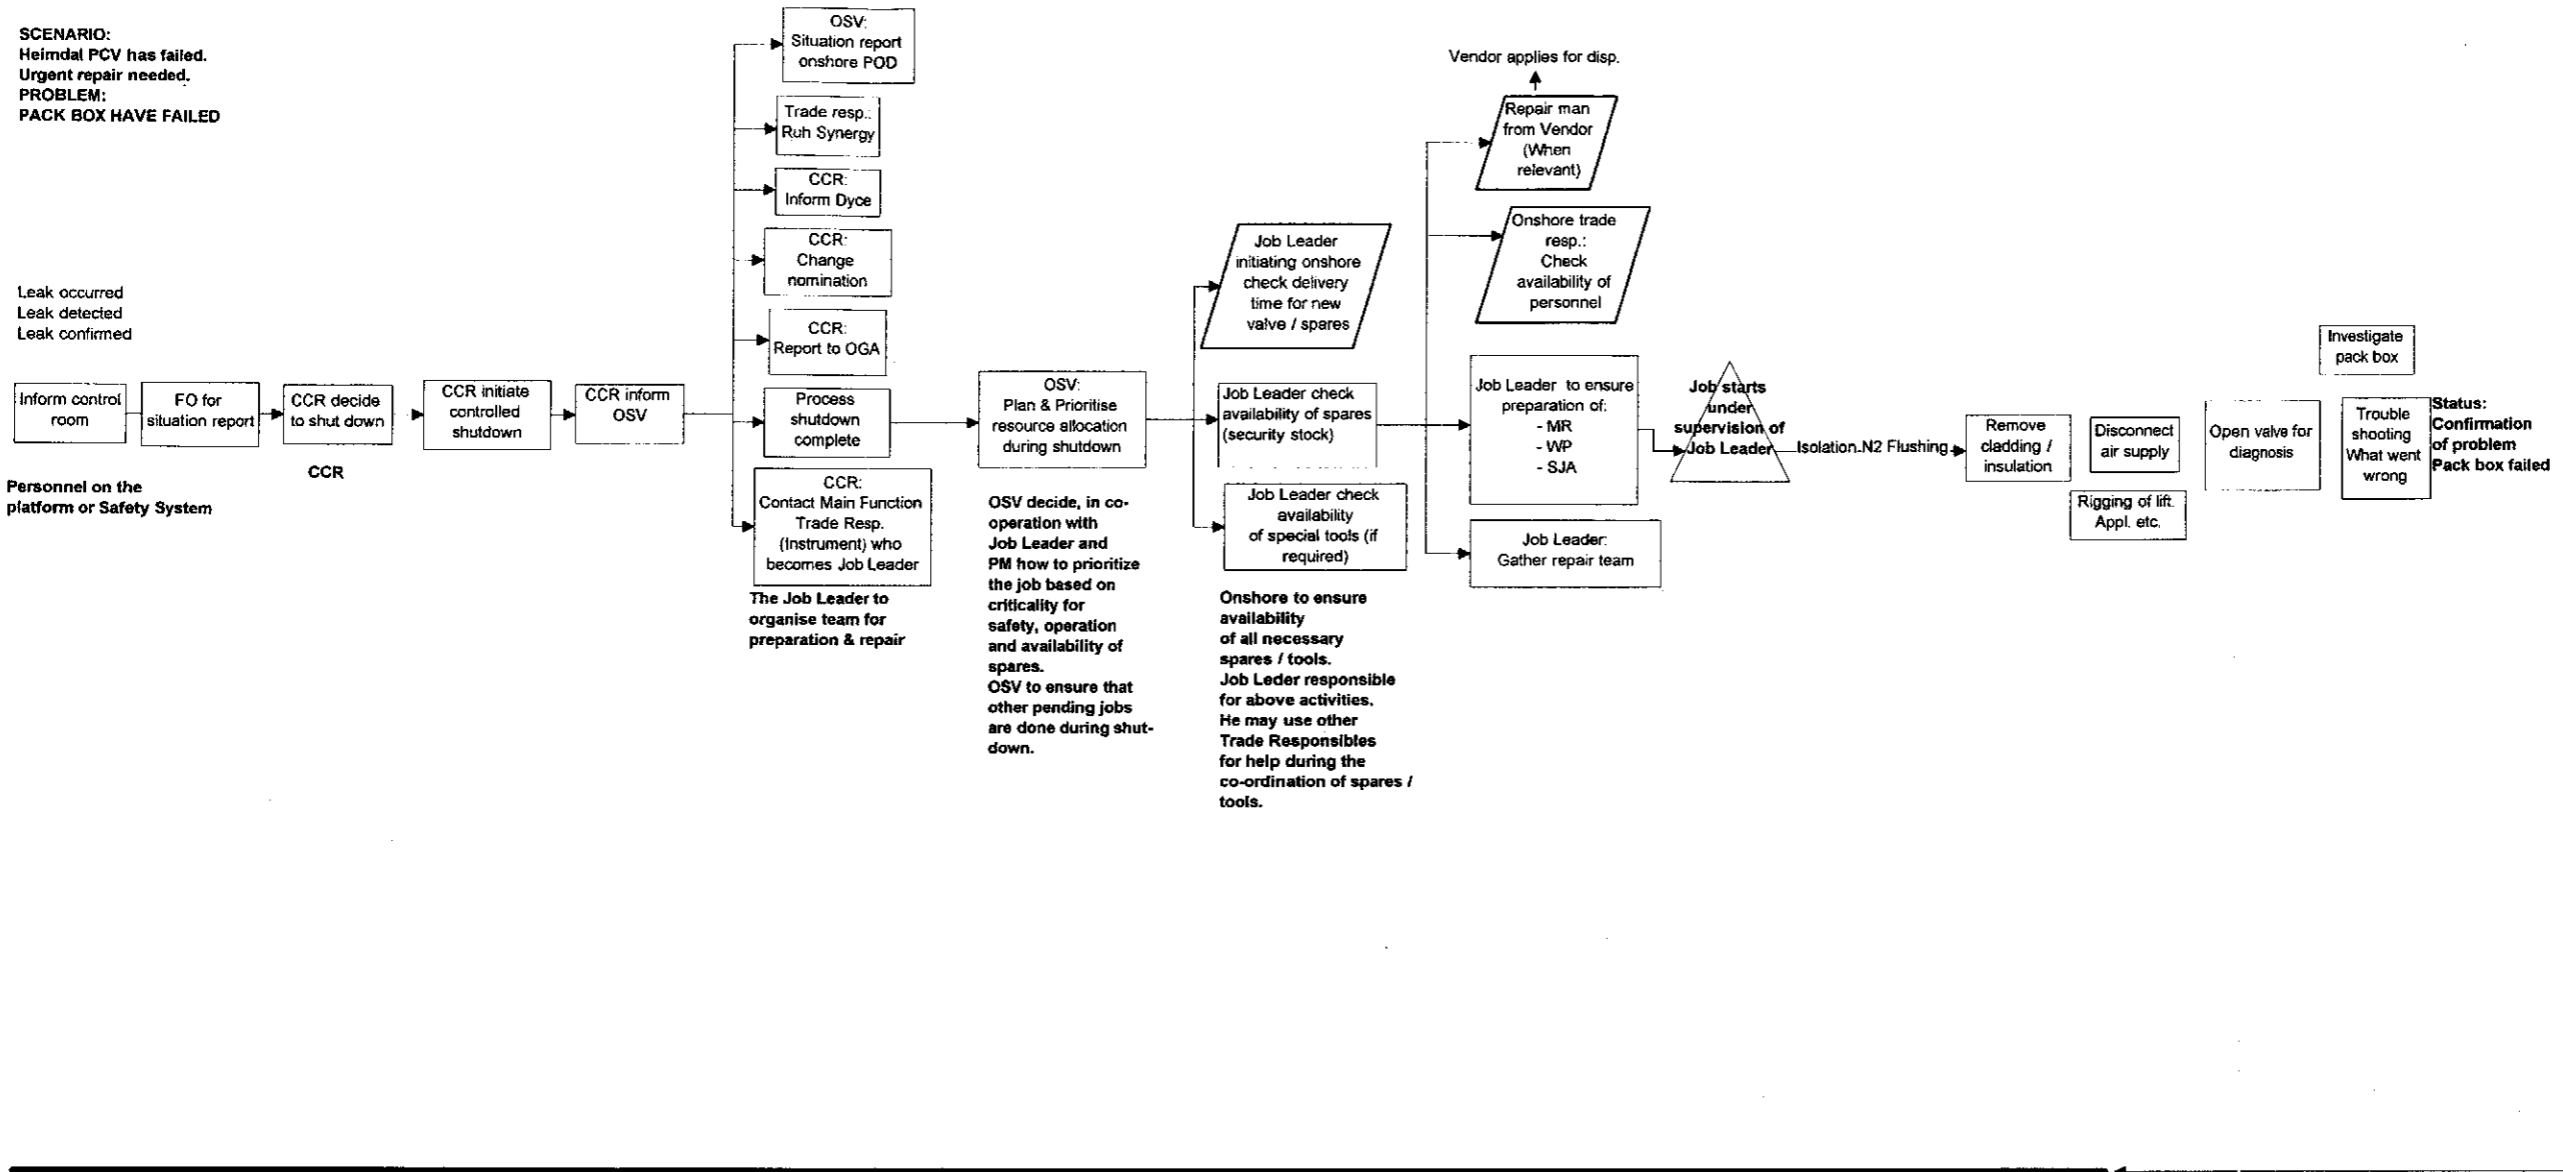 SCENARIO:
Heimdal PCV has failed.
Urgent repair needed.
PROBLEM:
PACK BOX HAVE FAILED
Leak occurred
Leak detected
Leak confirmed
Inform control
room
Personnel on the
platform or Safety System
FO for
situation report
CCR decide
to shut down
CCR
CCR initiate
controlled
shutdown
CCR inform
OSV
OSV:
Situation report
onshore POD
Trade resp.:
Ruh Synergy
CCR:
Inform Dyce
CCR:
Change
nomination
CCR:
Report to OGA
Process
shutdown
complete
CCR:
Contact Main Function
Trade Resp.
(Instrument) who
becomes Job Leader
The Job Leader to
organise team for
preparation & repair
OSV:
Plan & Prioritise
resource allocation
during shutdown
OSV decide, in co-
operation with
Job Leader and
PM how to prioritize
the job based on
criticality for
safety, operation
and availability of
spares.
OSV to ensure that
other pending jobs
are done during shut-
down.
Job Leader
initiating onshore
check delivery
time for new
valve / spares
Job Leader check
availability of spares
(security stock)
Job Leader check
availability
of special tools (if
required)
Onshore to ensure
availability
of all necessary
spares / tools.
Job Leder responsible
for above activities.
He may use other
Trade Responsibles
for help during the
co-ordination of spares /
tools.
Vendor applies for disp.
Repair man
from Vendor
(When
relevant)
Onshore trade
resp.:
Check
availability of
personnel
Job Leader to ensure
preparation of:
- MR
- WP
- SJA
Job Leader:
Gather repair team
Job starts
under
supervision of
Job Leader
Isolation.N2 Flushing
Remove
cladding /
insulation
Disconnect
air supply
Rigging of lift.
Appl. etc.
Open valve for
diagnosis
Investigate
pack box
Trouble
shooting
What went
wrong
Status:
Confirmation
of problem
Pack box failed